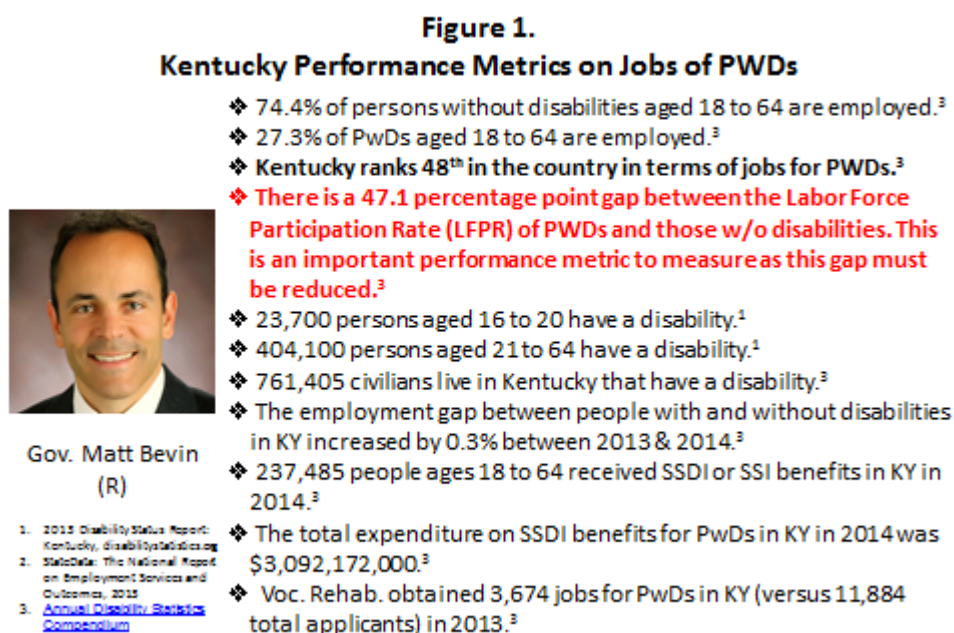 Figure 1.
Kentucky Performance Metrics on Jobs of PWDs
❖ 74.4% of persons without disabilities aged 18 to 64 are employed.³
❖ 27.3% of PwDs aged 18 to 64 are employed.³
❖ Kentucky ranks 48th in the country in terms of jobs for PWDs.³
❖ There is a 47.1 percentage point gap between the Labor Force
Participation Rate (LFPR) of PWDs and those w/o disabilities. This
is an important performance metric to measure as this gap must
be reduced.³
❖ 23,700 persons aged 16 to 20 have a disability.¹
❖ 404,100 persons aged 21 to 64 have a disability.¹
❖ 761,405 civilians live in Kentucky that have a disability.³
❖ The employment gap between people with and without disabilities
in KY increased by 0.3% between 2013 & 2014.³
❖ 237,485 people ages 18 to 64 received SSDI or SSI benefits in KY in
2014.³
❖ The total expenditure on SSDI benefits for PwDs in KY in 2014 was
$3,092,172,000.³
❖ Voc. Rehab. obtained 3,674 jobs for PwDs in KY (versus 11,884
total applicants) in 2013.³
Gov. Matt Bevin
(R)
1. 2013 Disability Status Report:
Kentucky, disabilitystatistics.org
2. StateData: The National Report
on Employment Services and
Outcomes, 2013
3. Annual Disability Statistics
Compendium